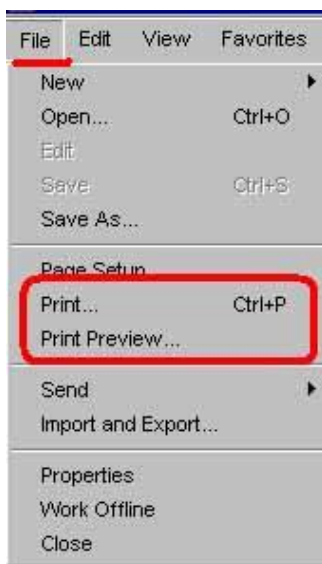 File Edit View Favorites
New
Open... Ctrl+O
Edit
Save Ctrl+S
Save As...
Page Setup...
Print... Ctrl+P
Print Preview...
Send
Import and Export...
Properties
Work Offline
Close